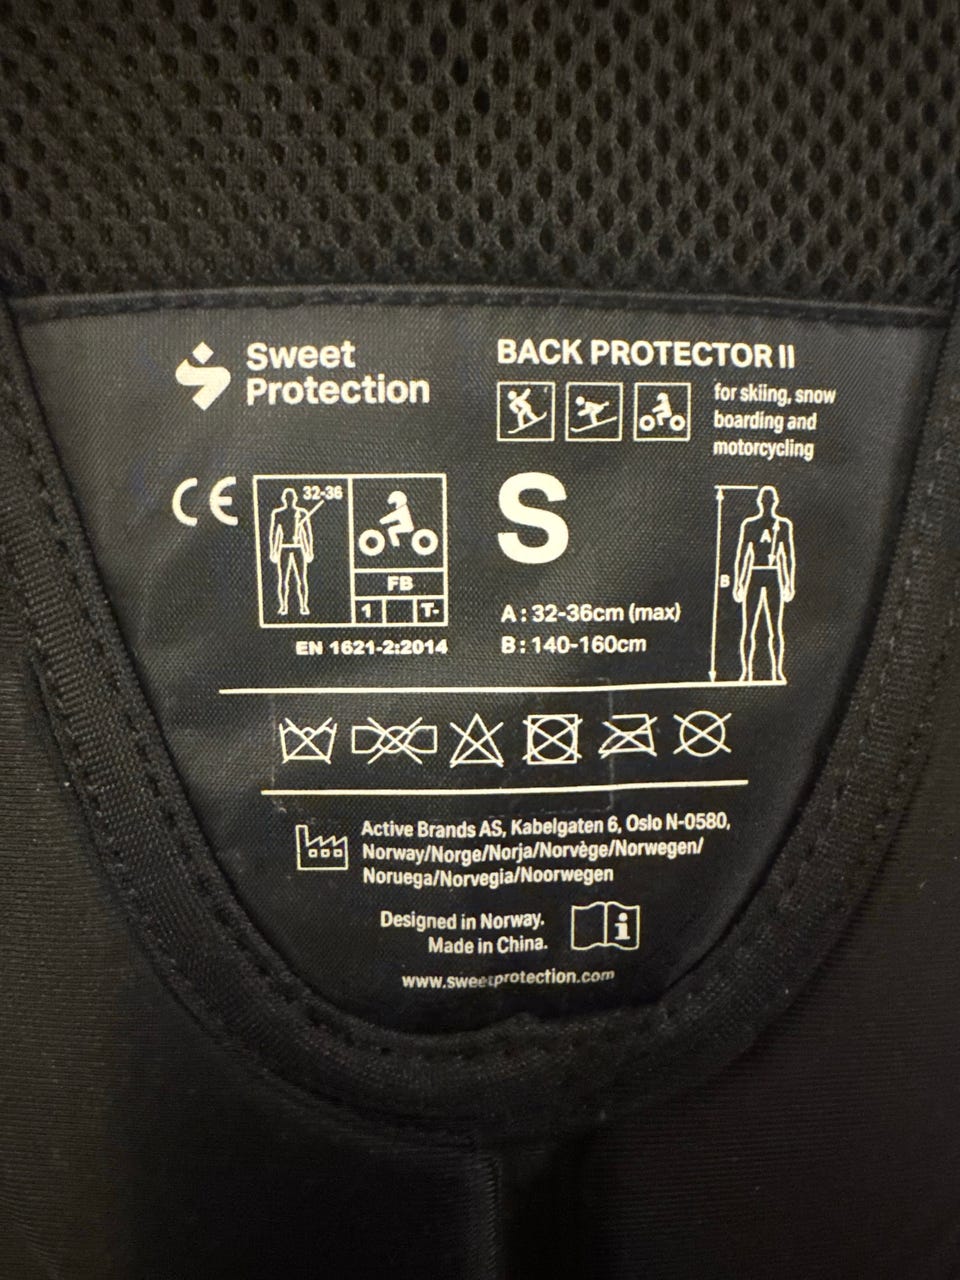 Sweet
Protection
BACK PROTECTOR II
for skiing, snow
boarding and
motorcycling
CE
32-36
FB
1
T-
EN 1621-2:2014
S
A
B
A: 32-36cm (max)
B: 140-160cm
Active Brands AS, Kabelgaten 6, Oslo N-0580,
Norway/Norge/Norja/Norvège/Norwegen/
Noruega/Norvegia/Noorwegen
Designed in Norway.
Made in China.
i
www.sweetprotection.com